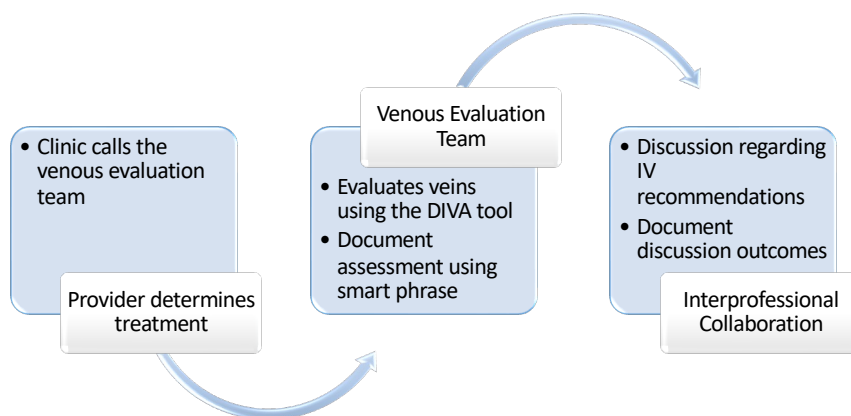 • Clinic calls the
venous evaluation
team
Provider determines
treatment
Venous Evaluation
Team
• Evaluates veins
using the DIVA tool
• Document
assessment using
smart phrase
• Discussion regarding
IV
recommendations
• Document
discussion outcomes
Interprofessional
Collaboration